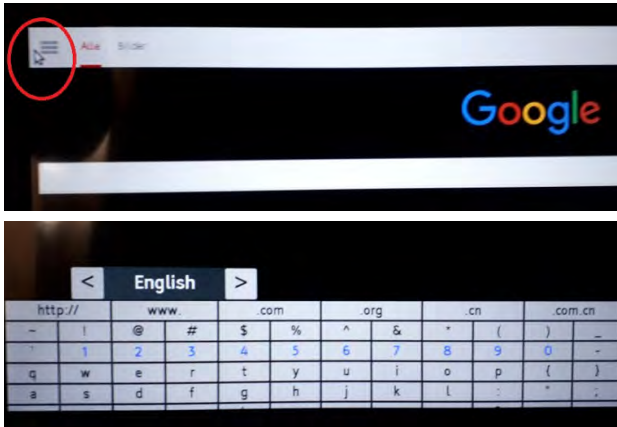 Alle Bilder
Google
< English >
http:// www. .com .org .cn .com.cn
~ ! @ # $ % ^ & * ( ) _
` 1 2 3 4 5 6 7 8 9 0 -
q w e r t y u i o p { }
a s d f g h j k l : " ;